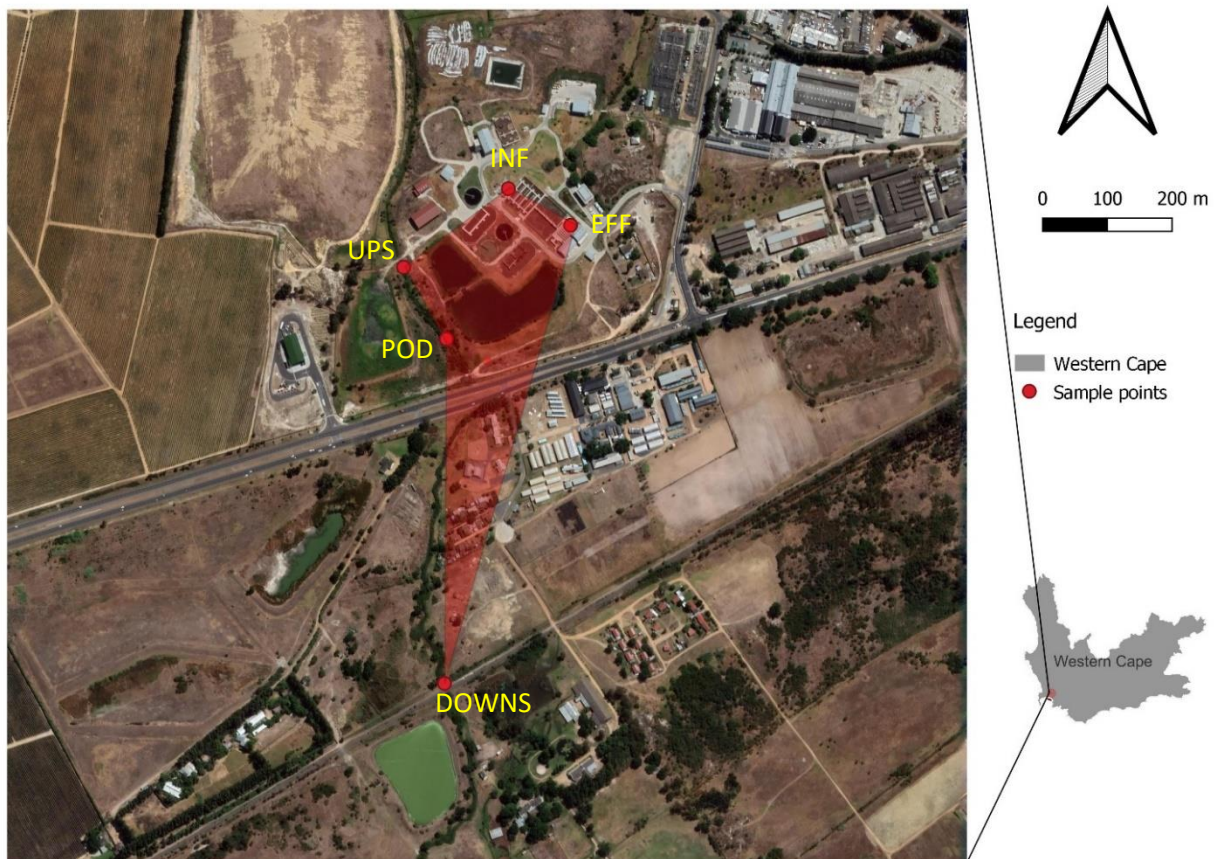 INF
EFF
UPS
POD
DOWNS
0 100 200 m
Legend
Western Cape
Sample points
Western Cape